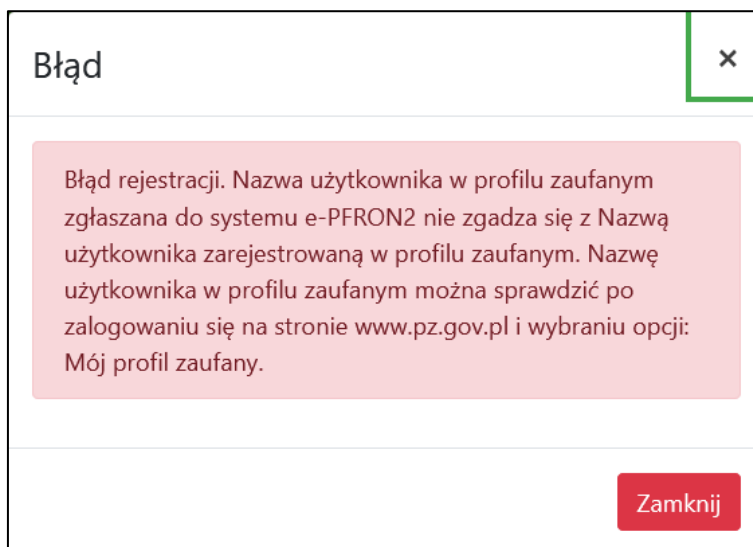 Błąd
×
Błąd rejestracji. Nazwa użytkownika w profilu zaufanym
zgłaszana do systemu e-PFRON2 nie zgadza się z Nazwą
użytkownika zarejestrowaną w profilu zaufanym. Nazwę
użytkownika w profilu zaufanym można sprawdzić po
zalogowaniu się na stronie www.pz.gov.pl i wybraniu opcji:
Mój profil zaufany.
Zamknij